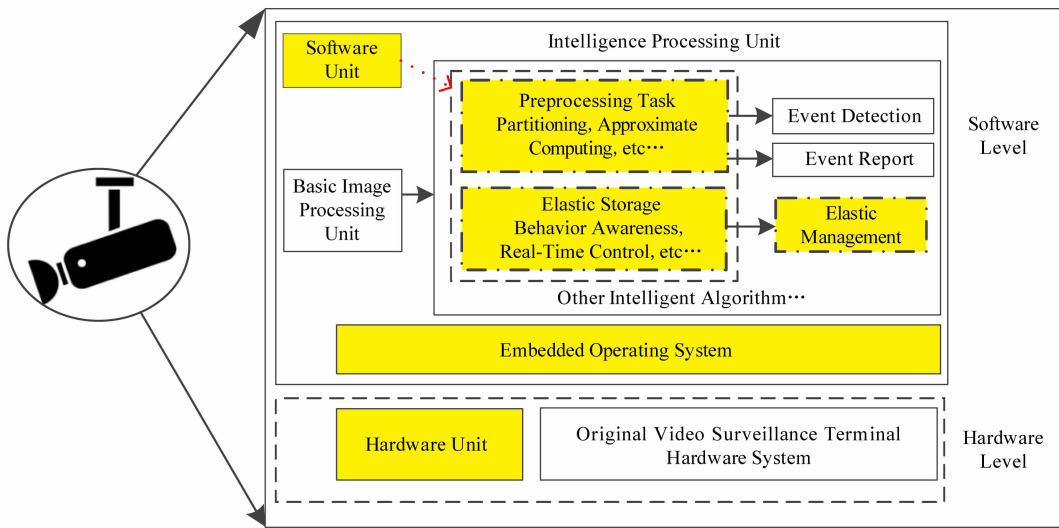 Intelligence Processing Unit
Software
Unit
Preprocessing Task
Partitioning, Approximate
Computing, etc⋯
Event Detection
Event Report
Software
Level
Basic Image
Processing
Unit
Elastic Storage
Behavior Awareness,
Real-Time Control, etc⋯
Elastic
Management
Other Intelligent Algorithm⋯
Embedded Operating System
Hardware Unit
Original Video Surveillance Terminal
Hardware System
Hardware
Level